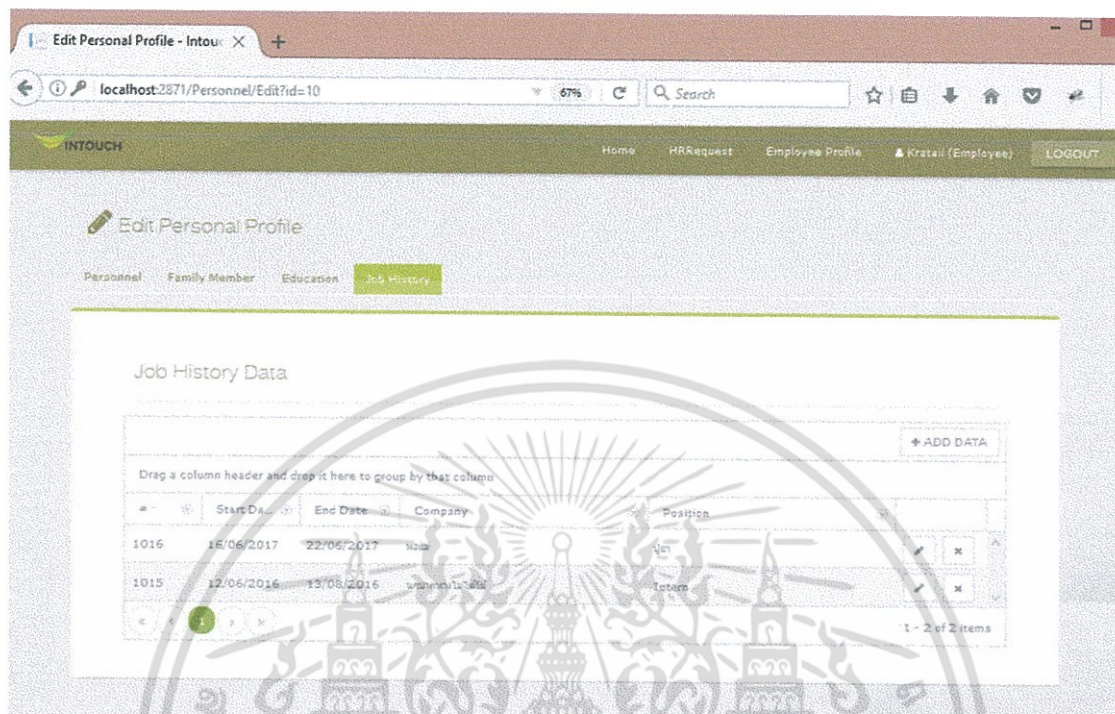 Edit Personal Profile - Intouc
localhost:2871/Personnel/Edit?id=10 67% Search
INTOUCH Home HRRequest Employee Profile Kratail (Employee) LOGOUT
Edit Personal Profile
Personnel Family Member Education Job History
Job History Data
+ ADD DATA
Drag a column header and drop it here to group by that column
# Start Da... End Date Company Position
1016 16/06/2017 22/06/2017
1015 12/06/2016 13/08/2016 Intern
1
1 - 2 of 2 items